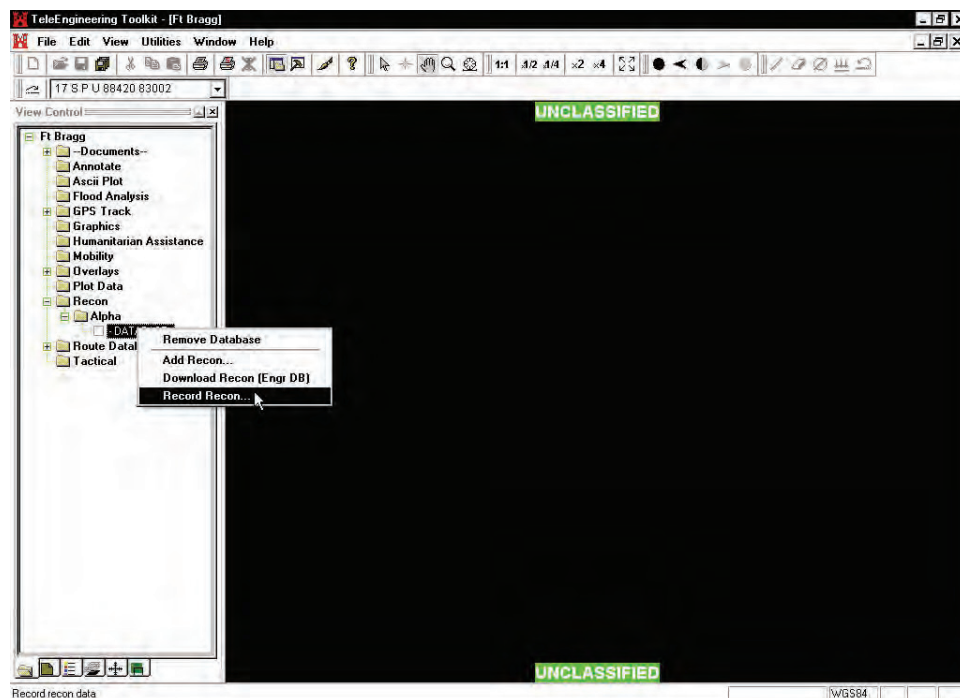 TeleEngineering Toolkit - [Ft Bragg]
File Edit View Utilities Window Help
1:1 1/2 1/4 x2 x4
17 S P U 88420 83002
View Control
UNCLASSIFIED
Ft Bragg
--Documents--
Annotate
Ascii Plot
Flood Analysis
GPS Track
Graphics
Humanitarian Assistance
Mobility
Overlays
Plot Data
Recon
Alpha
- DAT
Remove Database
Route Data
Tactical
Add Recon...
Download Recon (Engr DB)
Record Recon...
UNCLASSIFIED
Record recon data
WGS84